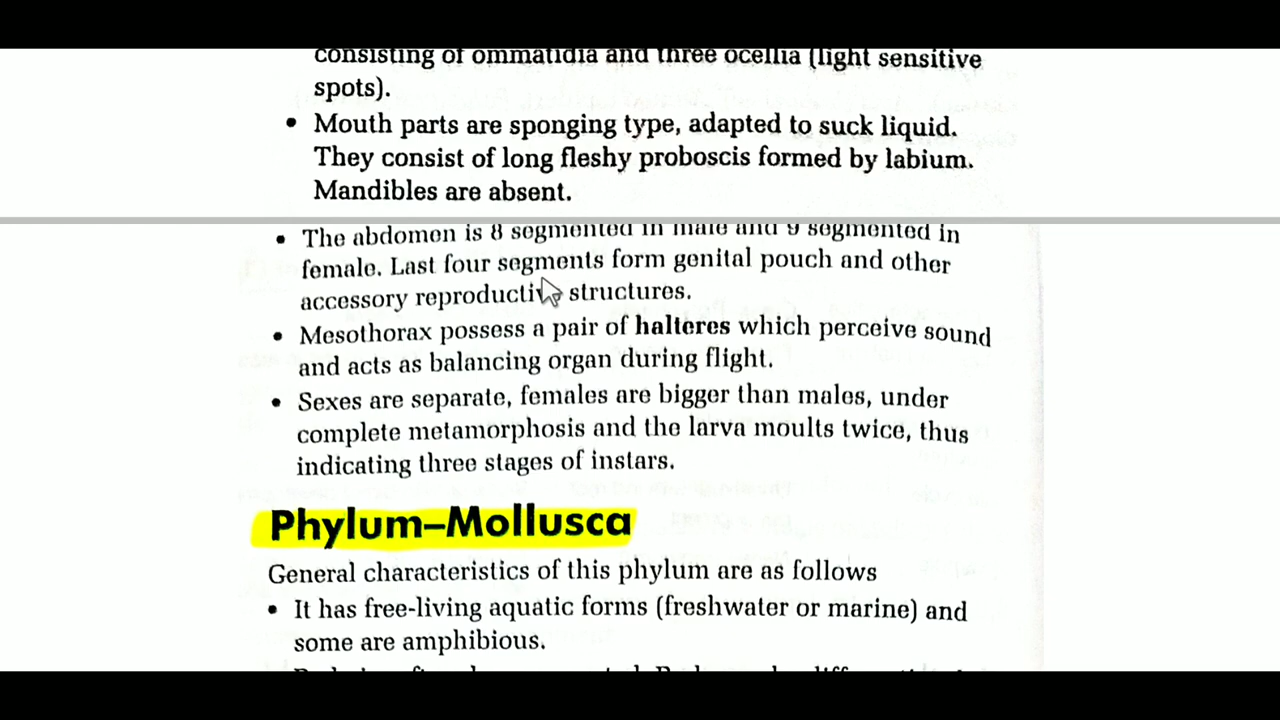 consisting of ommatidia and three ocellia (light sensitive
spots).
• Mouth parts are sponging type, adapted to suck liquid.
They consist of long fleshy proboscis formed by labium.
Mandibles are absent.
• The abdomen is 8 segmented in male and 9 segmented in
female. Last four segments form genital pouch and other
accessory reproductiv structures.
• Mesothorax possess a pair of halteres which perceive sound
and acts as balancing organ during flight.
• Sexes are separate, females are bigger than males, under
complete metamorphosis and the larva moults twice, thus
indicating three stages of instars.
Phylum–Mollusca
General characteristics of this phylum are as follows
• It has free-living aquatic forms (freshwater or marine) and
some are amphibious.